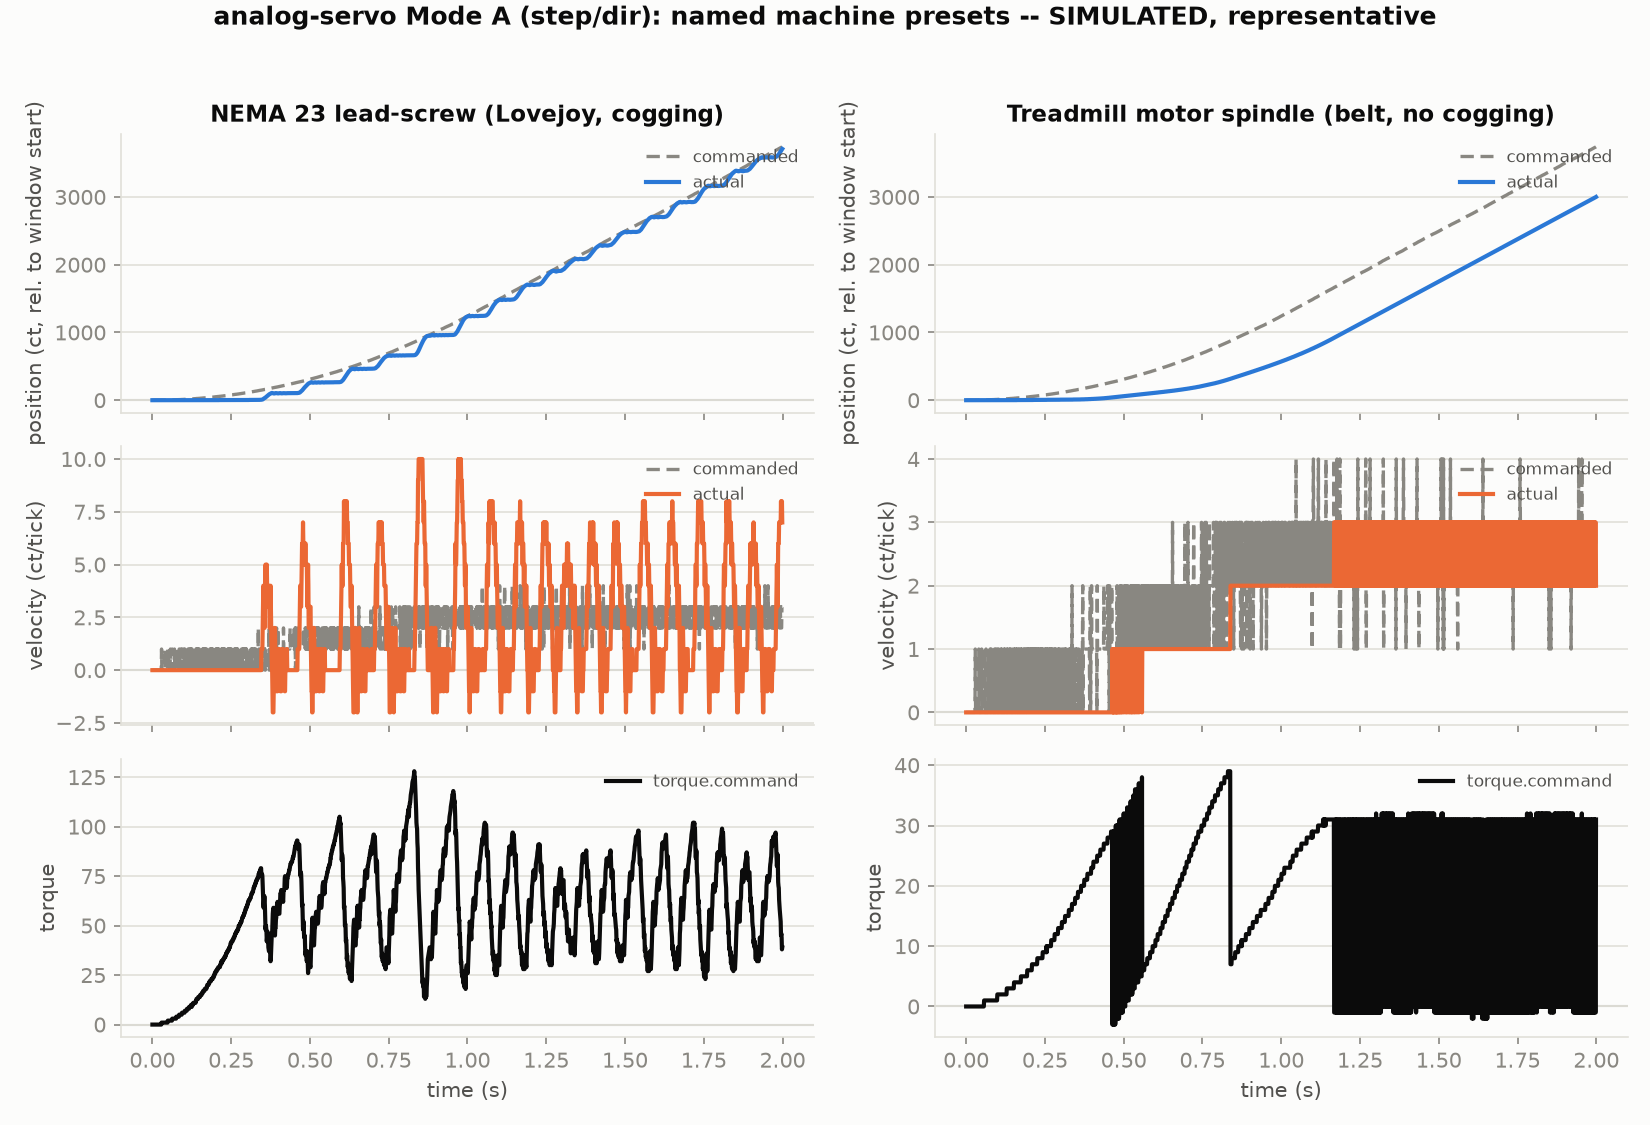 analog-servo Mode A (step/dir): named machine presets -- SIMULATED, representative
NEMA 23 lead-screw (Lovejoy, cogging)
position (ct, rel. to window start)
3000
2000
1000
0
commanded
actual
Treadmill motor spindle (belt, no cogging)
position (ct, rel. to window start)
3000
2000
1000
0
commanded
actual
velocity (ct/tick)
10.0
7.5
5.0
2.5
0.0
−2.5
commanded
actual
velocity (ct/tick)
4
3
2
1
0
commanded
actual
torque
125
100
75
50
25
0
torque.command
0.00 0.25 0.50 0.75 1.00 1.25 1.50 1.75 2.00
time (s)
torque
40
30
20
10
0
torque.command
0.00 0.25 0.50 0.75 1.00 1.25 1.50 1.75 2.00
time (s)